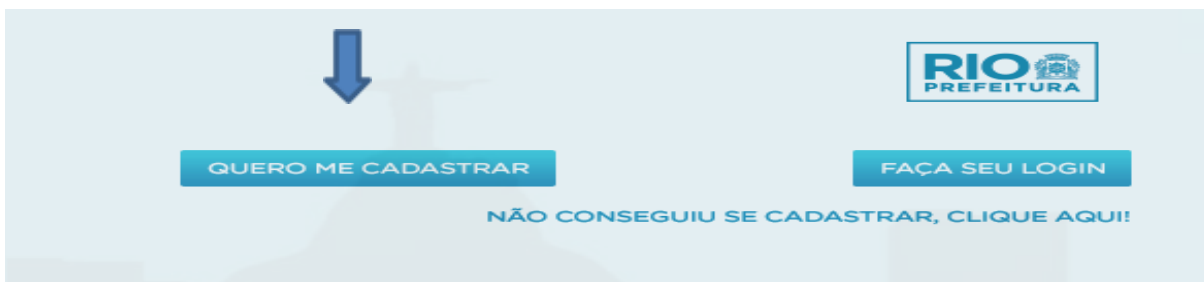 RIO
PREFEITURA
QUERO ME CADASTRAR
FAÇA SEU LOGIN
NÃO CONSEGUIU SE CADASTRAR, CLIQUE AQUI!